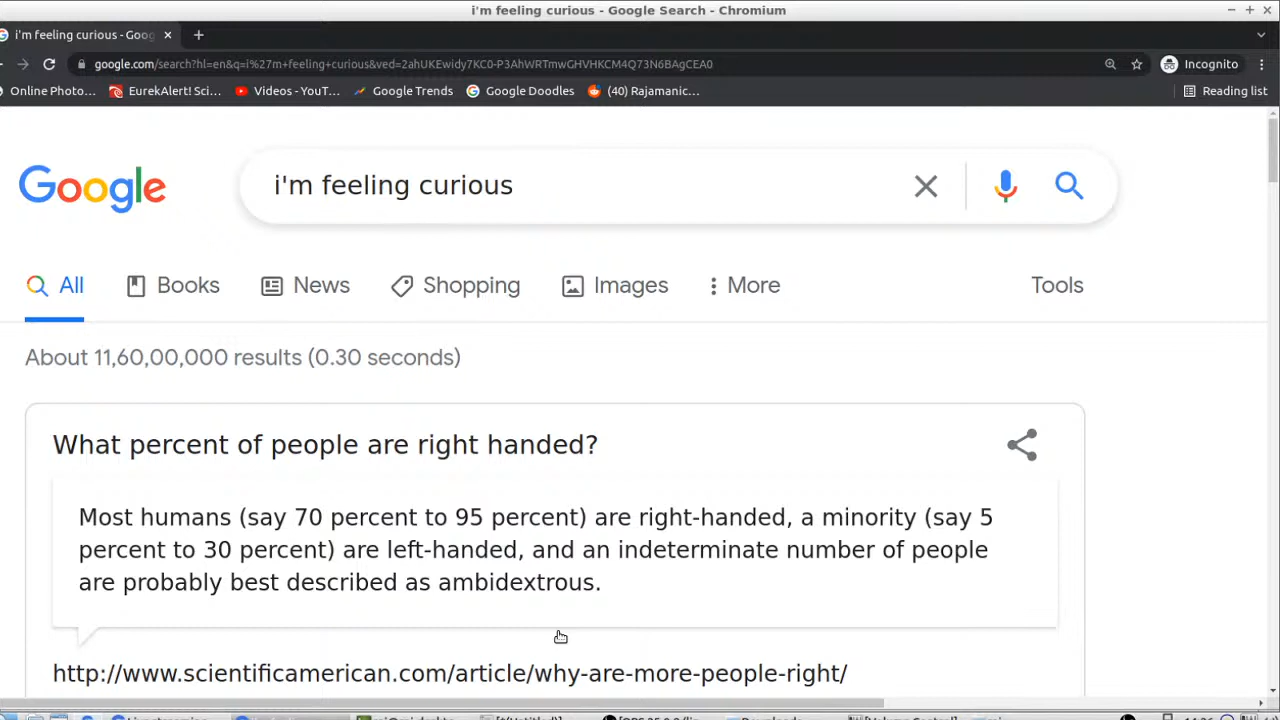 i'm feeling curious - Google Search - Chromium
i'm feeling curious - Goog
google.com/search?hl=en&q=i%27m+feeling+curious&ved=2ahUKEwidy7KC0-P3AhWRTmwGHVHKCM4Q73N6BAgCEA0
Incognito
Online Photo... EurekAlert! Sci... Videos - YouT... Google Trends Google Doodles (40) Rajamanic... Reading list
Google i'm feeling curious
All Books News Shopping Images More Tools
About 11,60,00,000 results (0.30 seconds)
What percent of people are right handed?
Most humans (say 70 percent to 95 percent) are right-handed, a minority (say 5
percent to 30 percent) are left-handed, and an indeterminate number of people
are probably best described as ambidextrous.
http://www.scientificamerican.com/article/why-are-more-people-right/